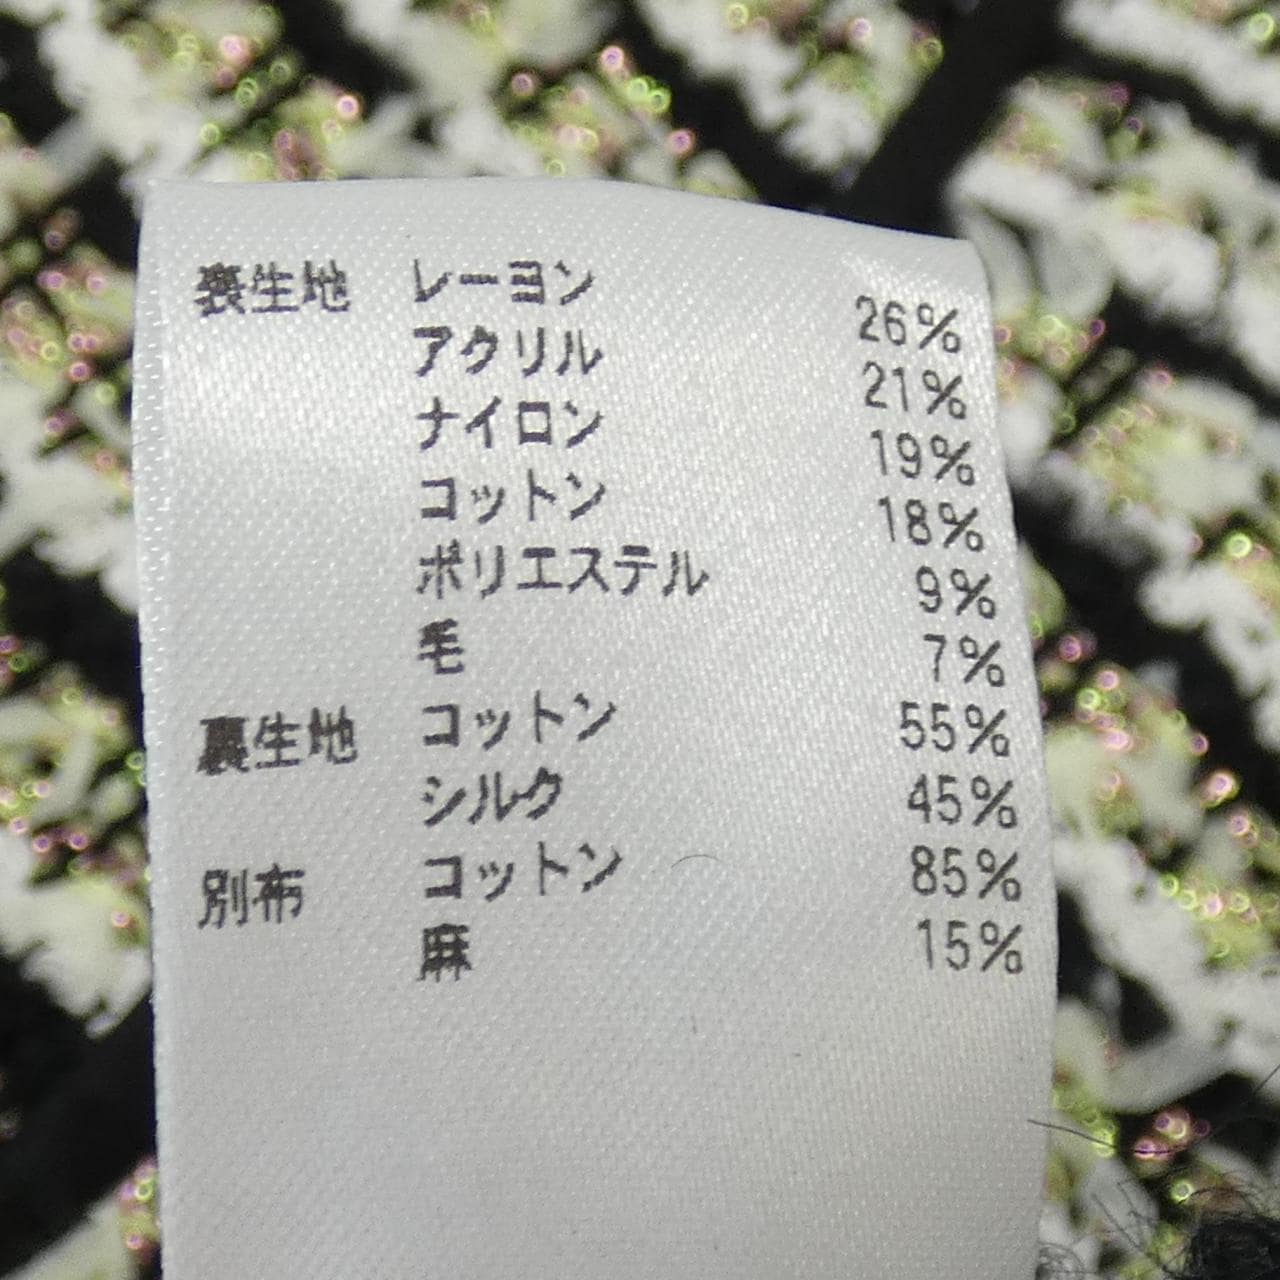 表生地 レーヨン 26%
アクリル 21%
ナイロン 19%
コットン 18%
ポリエステル 9%
毛 7%
裏生地 コットン 55%
シルク 45%
別布 コットン 85%
麻 15%